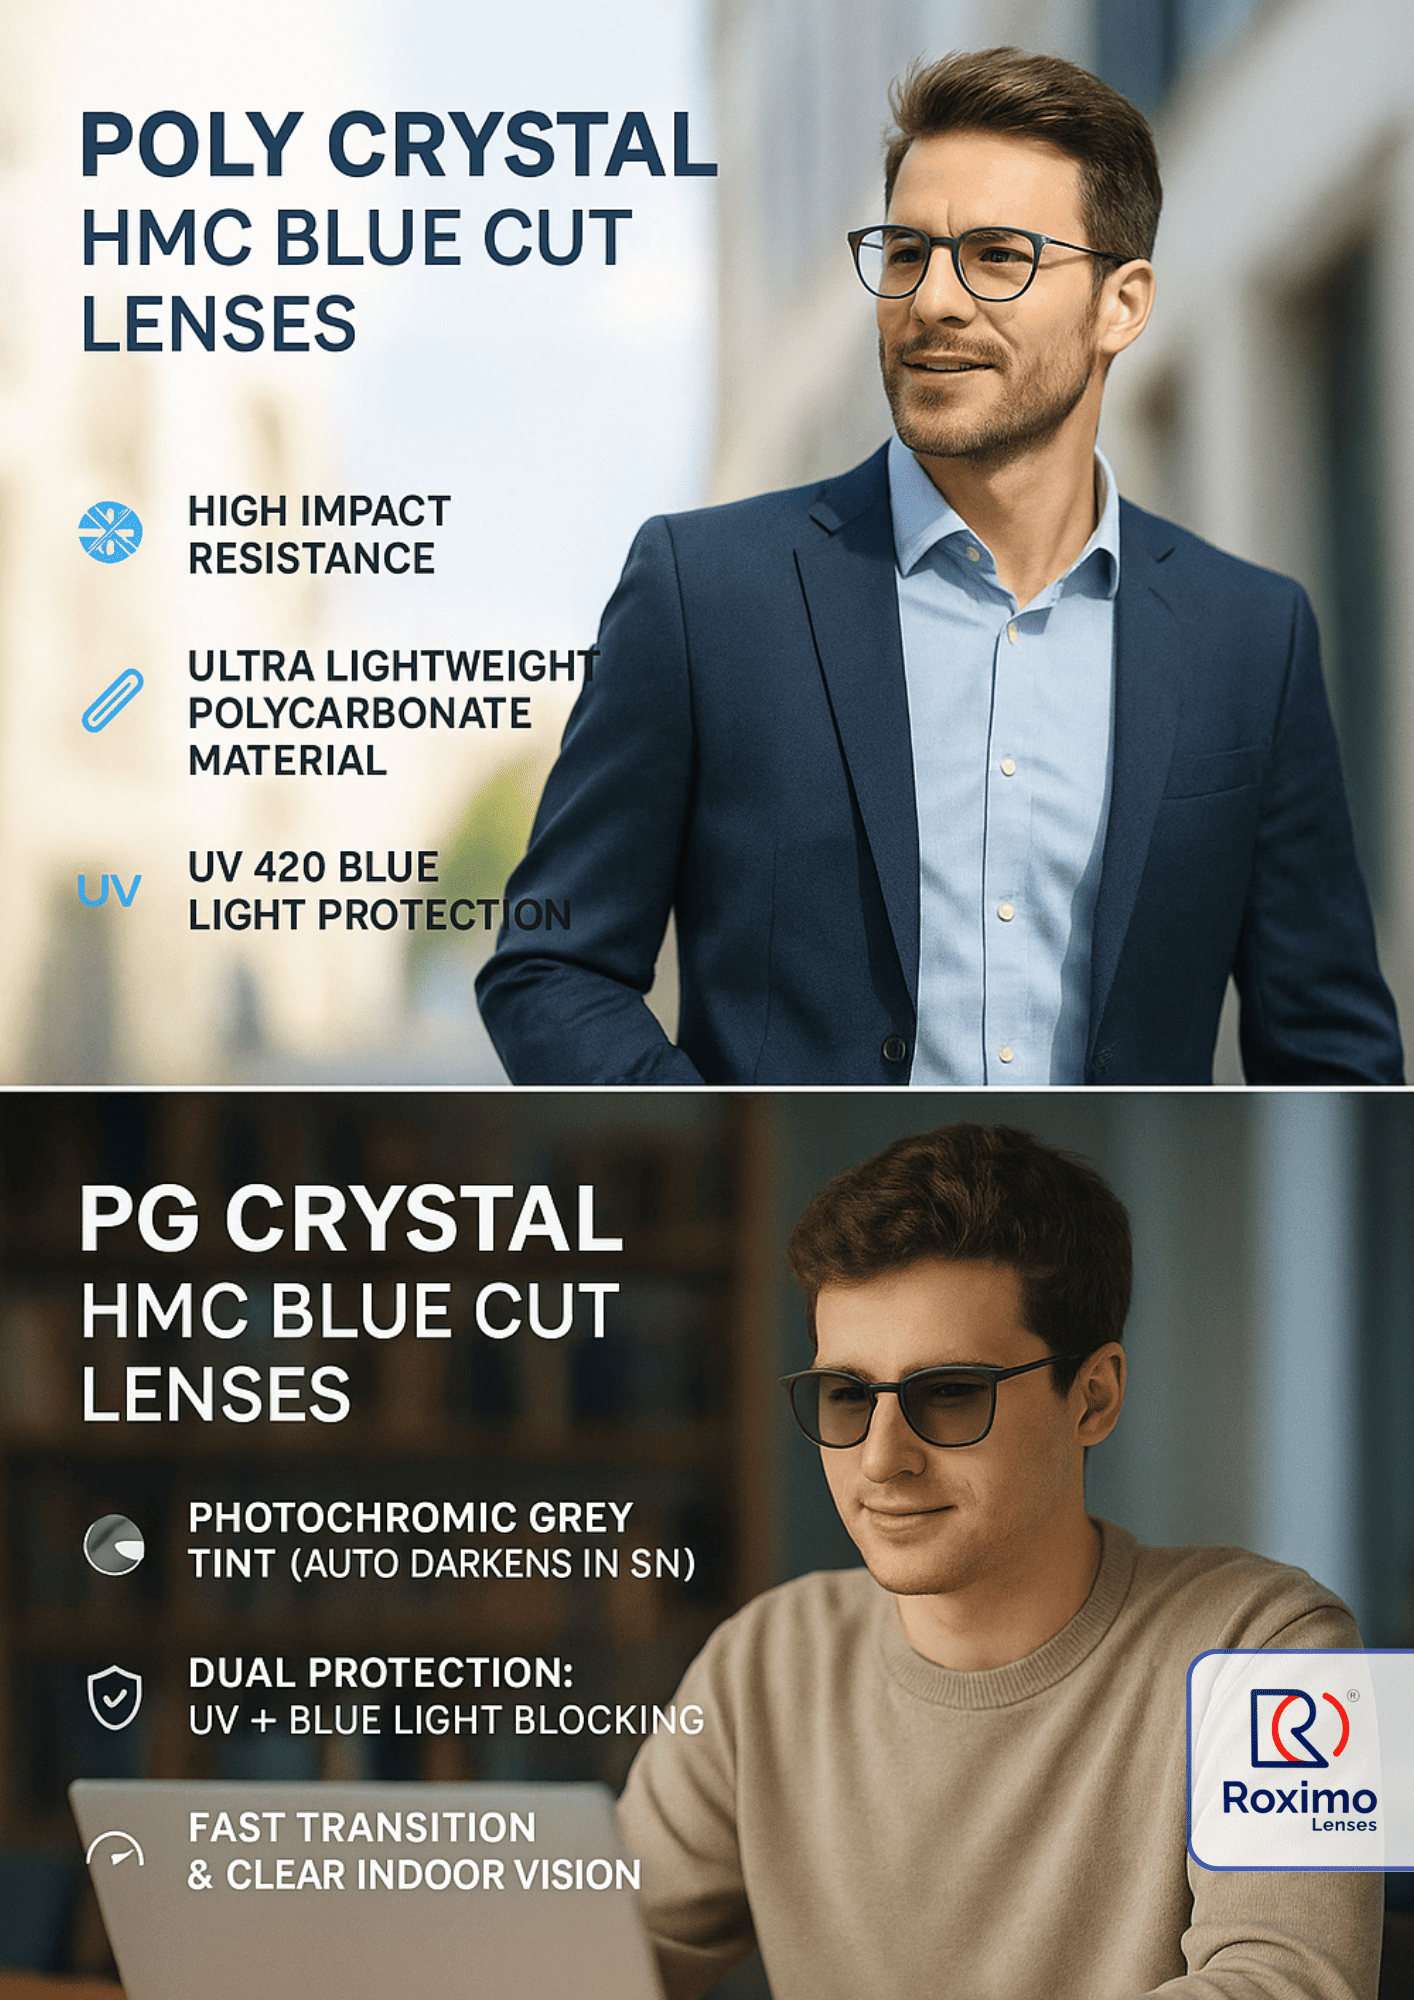 POLY CRYSTAL
HMC BLUE CUT
LENSES
HIGH IMPACT
RESISTANCE
ULTRA LIGHTWEIGHT
POLYCARBONATE
MATERIAL
UV
UV 420 BLUE
LIGHT PROTECTION
PG CRYSTAL
HMC BLUE CUT
LENSES
PHOTOCHROMIC GREY
TINT (AUTO DARKENS IN SN)
DUAL PROTECTION:
UV + BLUE LIGHT BLOCKING
FAST TRANSITION
& CLEAR INDOOR VISION
R ®
Roximo
Lenses